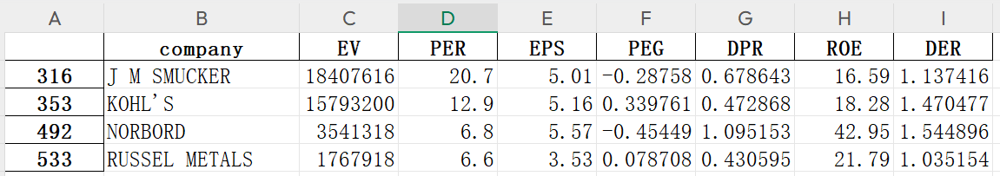 A B C D E F G H I
company EV PER EPS PEG DPR ROE DER
316 J M SMUCKER 18407616 20.7 5.01 -0.28758 0.678643 16.59 1.137416
353 KOHL'S 15793200 12.9 5.16 0.339761 0.472868 18.28 1.470477
492 NORBORD 3541318 6.8 5.57 -0.45449 1.095153 42.95 1.544896
533 RUSSEL METALS 1767918 6.6 3.53 0.078708 0.430595 21.79 1.035154